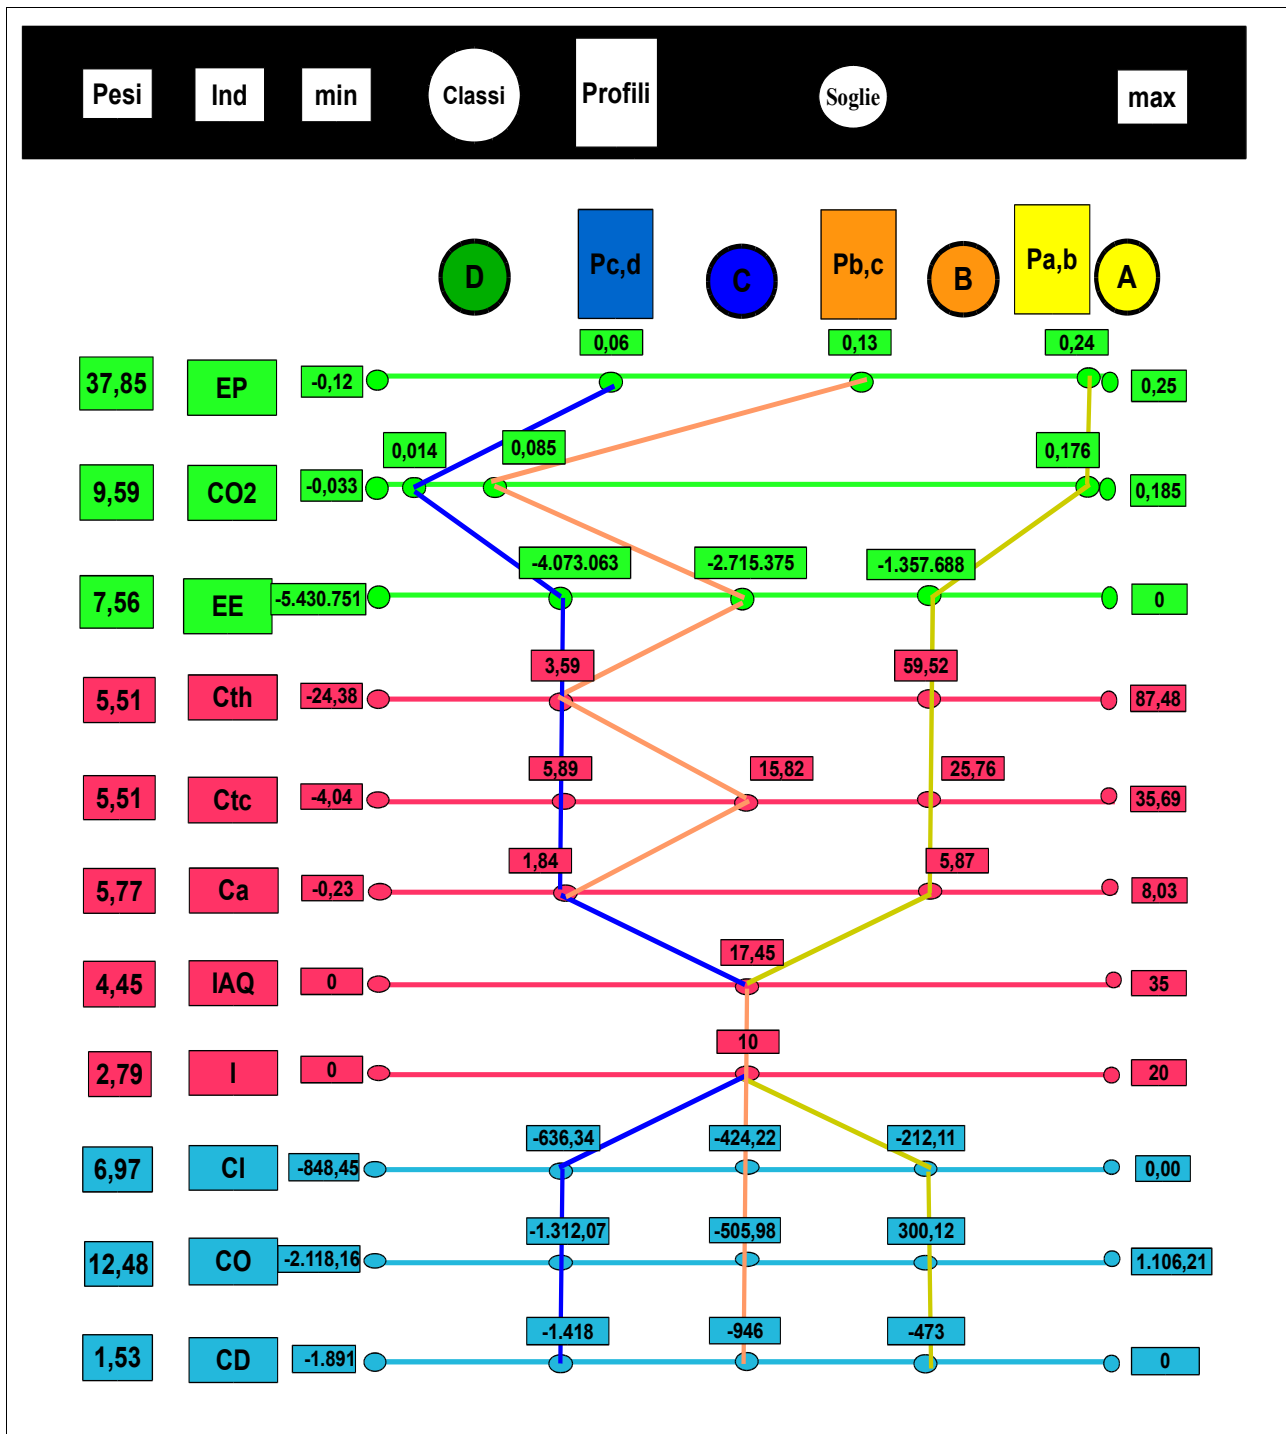 Pesi Ind min Classi Profili Soglie max
D Pc,d C Pb,c B Pa,b A
0,06 0,13 0,24
37,85 EP -0,12 0,25
0,014 0,085 0,176
9,59 CO2 -0,033 0,185
-4.073.063 -2.715.375 -1.357.688
7,56 EE -5.430.751 0
3,59 59,52
5,51 Cth -24,38 87,48
5,89 15,82 25,76
5,51 Ctc -4,04 35,69
1,84 5,87
5,77 Ca -0,23 8,03
17,45
4,45 IAQ 0 35
10
2,79 I 0 20
-636,34 -424,22 -212,11
6,97 CI -848,45 0,00
-1.312,07 -505,98 300,12
12,48 CO -2.118,16 1.106,21
-1.418 -946 -473
1,53 CD -1.891 0